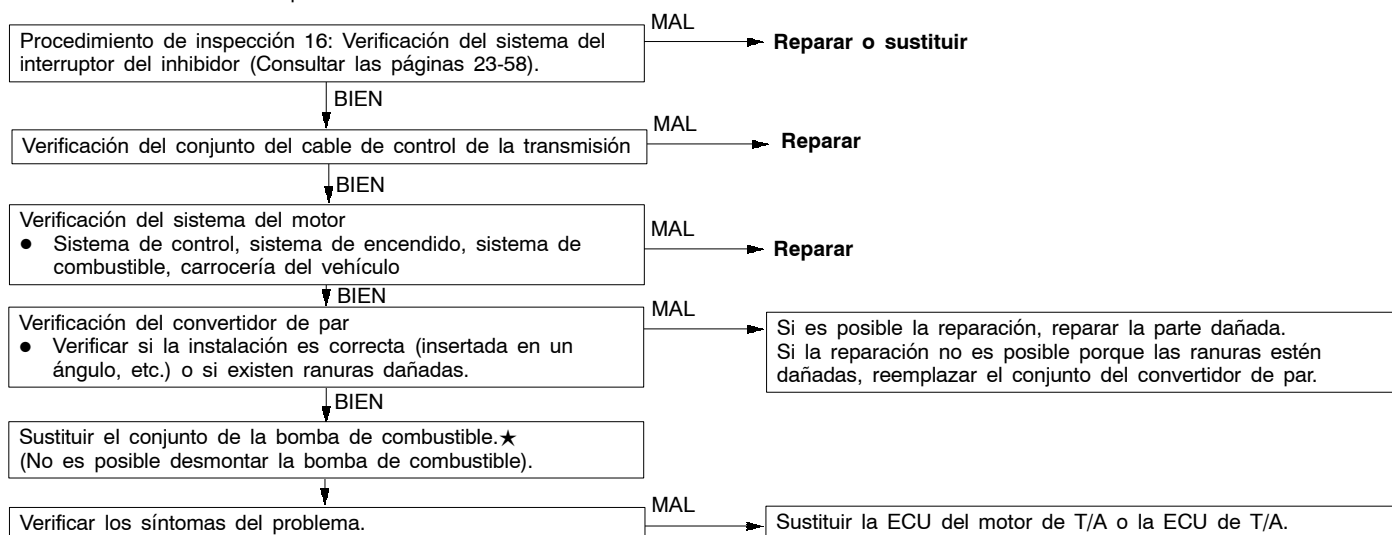 MAL
Procedimiento de inspección 16: Verificación del sistema del
interruptor del inhibidor (Consultar las páginas 23-58).
Reparar o sustituir
BIEN
MAL
Verificación del conjunto del cable de control de la transmisión
Reparar
BIEN
Verificación del sistema del motor
● Sistema de control, sistema de encendido, sistema de
combustible, carrocería del vehículo
MAL
Reparar
BIEN
Verificación del convertidor de par
● Verificar si la instalación es correcta (insertada en un
ángulo, etc.) o si existen ranuras dañadas.
MAL
Si es posible la reparación, reparar la parte dañada.
Si la reparación no es posible porque las ranuras estén
dañadas, reemplazar el conjunto del convertidor de par.
BIEN
Sustituir el conjunto de la bomba de combustible.★
(No es posible desmontar la bomba de combustible).
MAL
Verificar los síntomas del problema.
Sustituir la ECU del motor de T/A o la ECU de T/A.